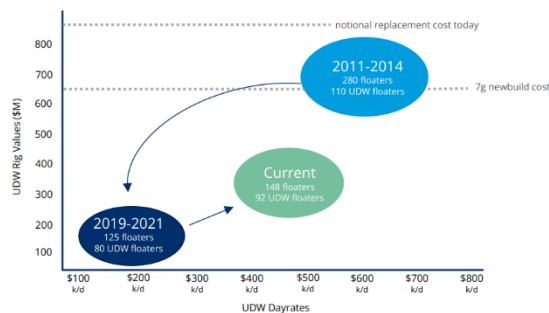 notional replacement cost today
800
2011-2014
280 floaters
110 UDW floaters
700
7g newbuild cost
600
500
400
Current
148 floaters
92 UDW floaters
300
200
2019-2021
125 floaters
80 UDW floaters
100
UDW Rig Values ($M)
$100 $200 $300 $400 $500 $600 $700 $800
k/d k/d k/d k/d k/d k/d k/d k/d
UDW Dayrates